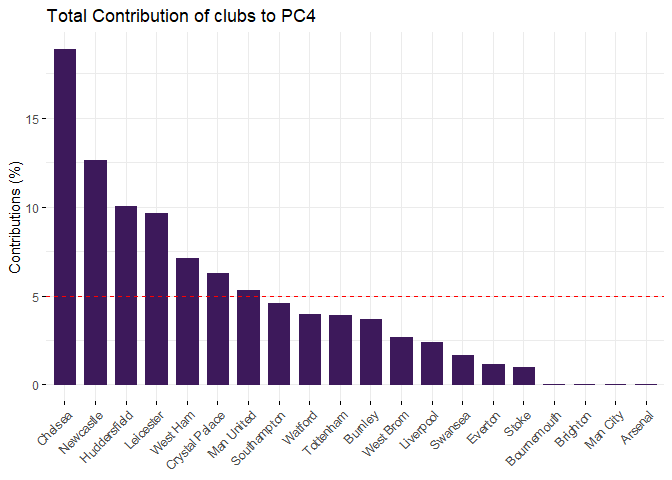 Total Contribution of clubs to PC4
Contributions (%)
15
10
5
0
Chelsea
Newcastle
Huddersfield
Leicester
West Ham
Crystal Palace
Man United
Southampton
Watford
Tottenham
Burnley
West Brom
Liverpool
Swansea
Everton
Stoke
Bournemouth
Brighton
Man City
Arsenal